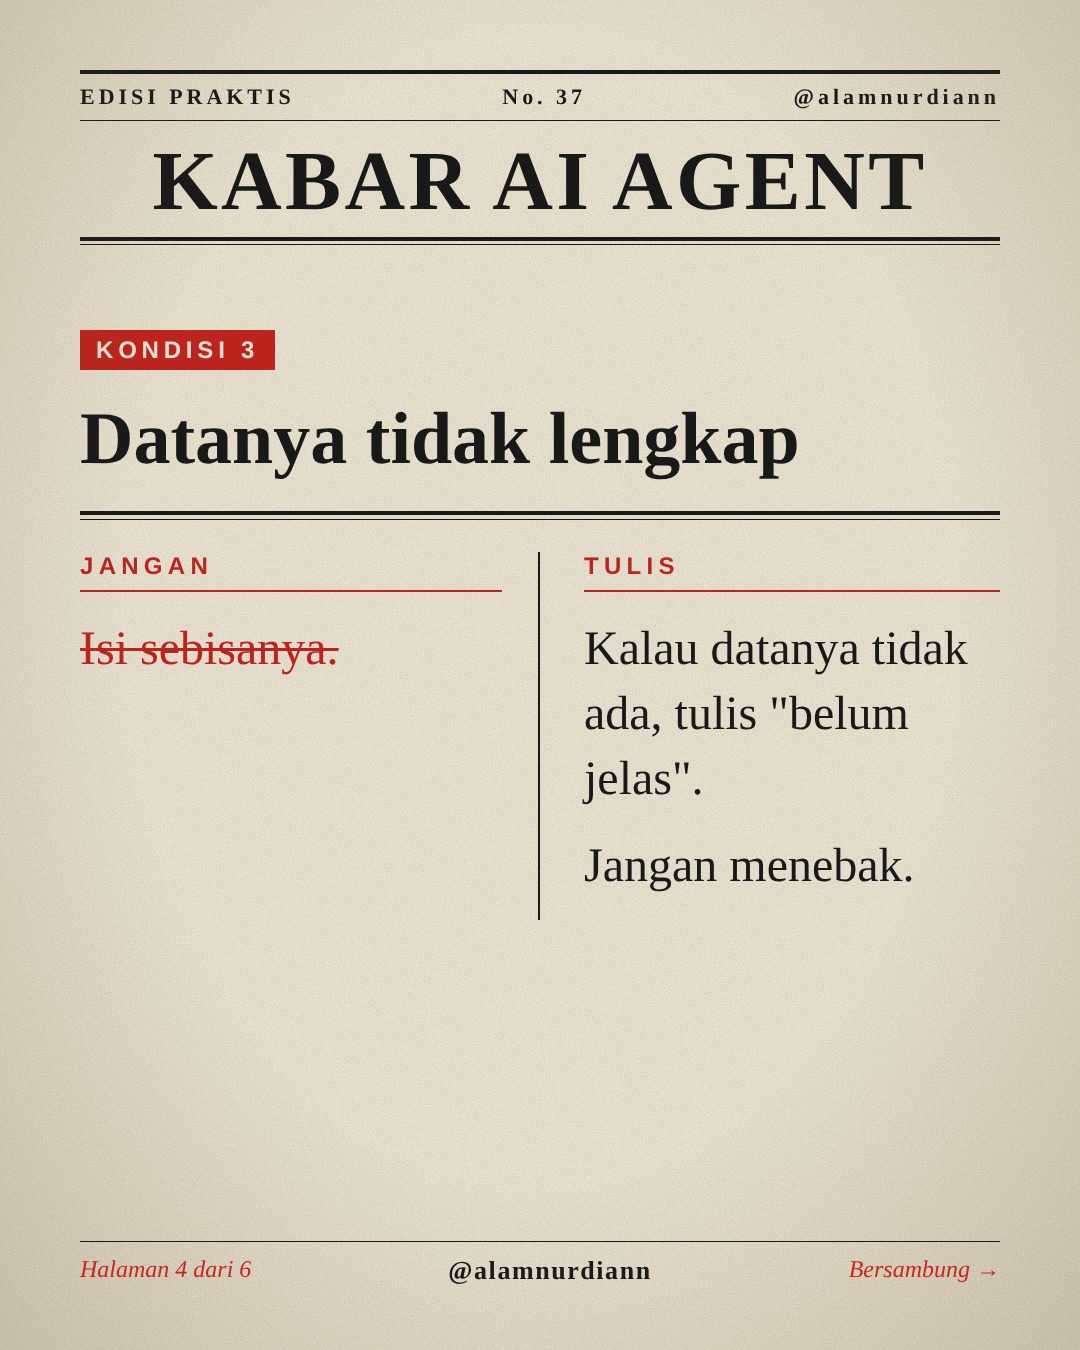 EDISI PRAKTIS
No. 37
@alamnurdiann
KABAR AI AGENT
KONDISI 3
Datanya tidak lengkap
JANGAN
Isi sebisanya.
TULIS
Kalau datanya tidak
ada, tulis "belum
jelas".
Jangan menebak.
Halaman 4 dari 6
@alamnurdiann
Bersambung →